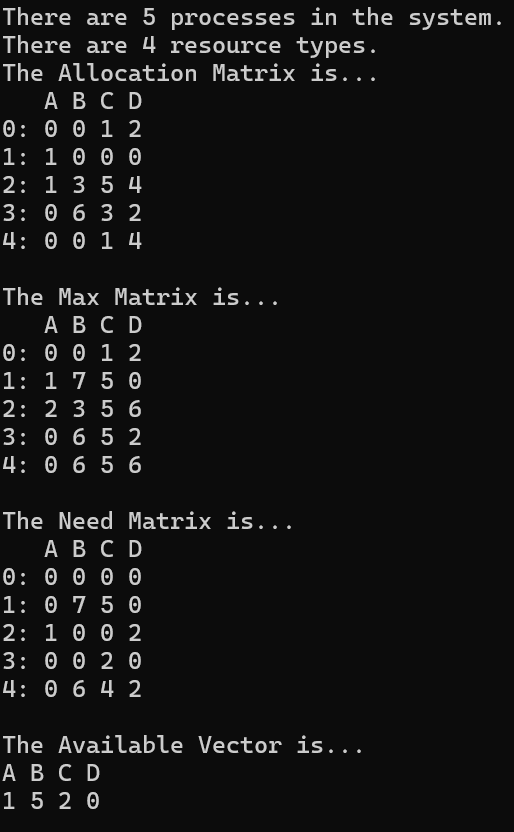 There are 5 processes in the system.
There are 4 resource types.
The Allocation Matrix is...
   A B C D
0: 0 0 1 2
1: 1 0 0 0
2: 1 3 5 4
3: 0 6 3 2
4: 0 0 1 4

The Max Matrix is...
   A B C D
0: 0 0 1 2
1: 1 7 5 0
2: 2 3 5 6
3: 0 6 5 2
4: 0 6 5 6

The Need Matrix is...
   A B C D
0: 0 0 0 0
1: 0 7 5 0
2: 1 0 0 2
3: 0 0 2 0
4: 0 6 4 2

The Available Vector is...
A B C D
1 5 2 0